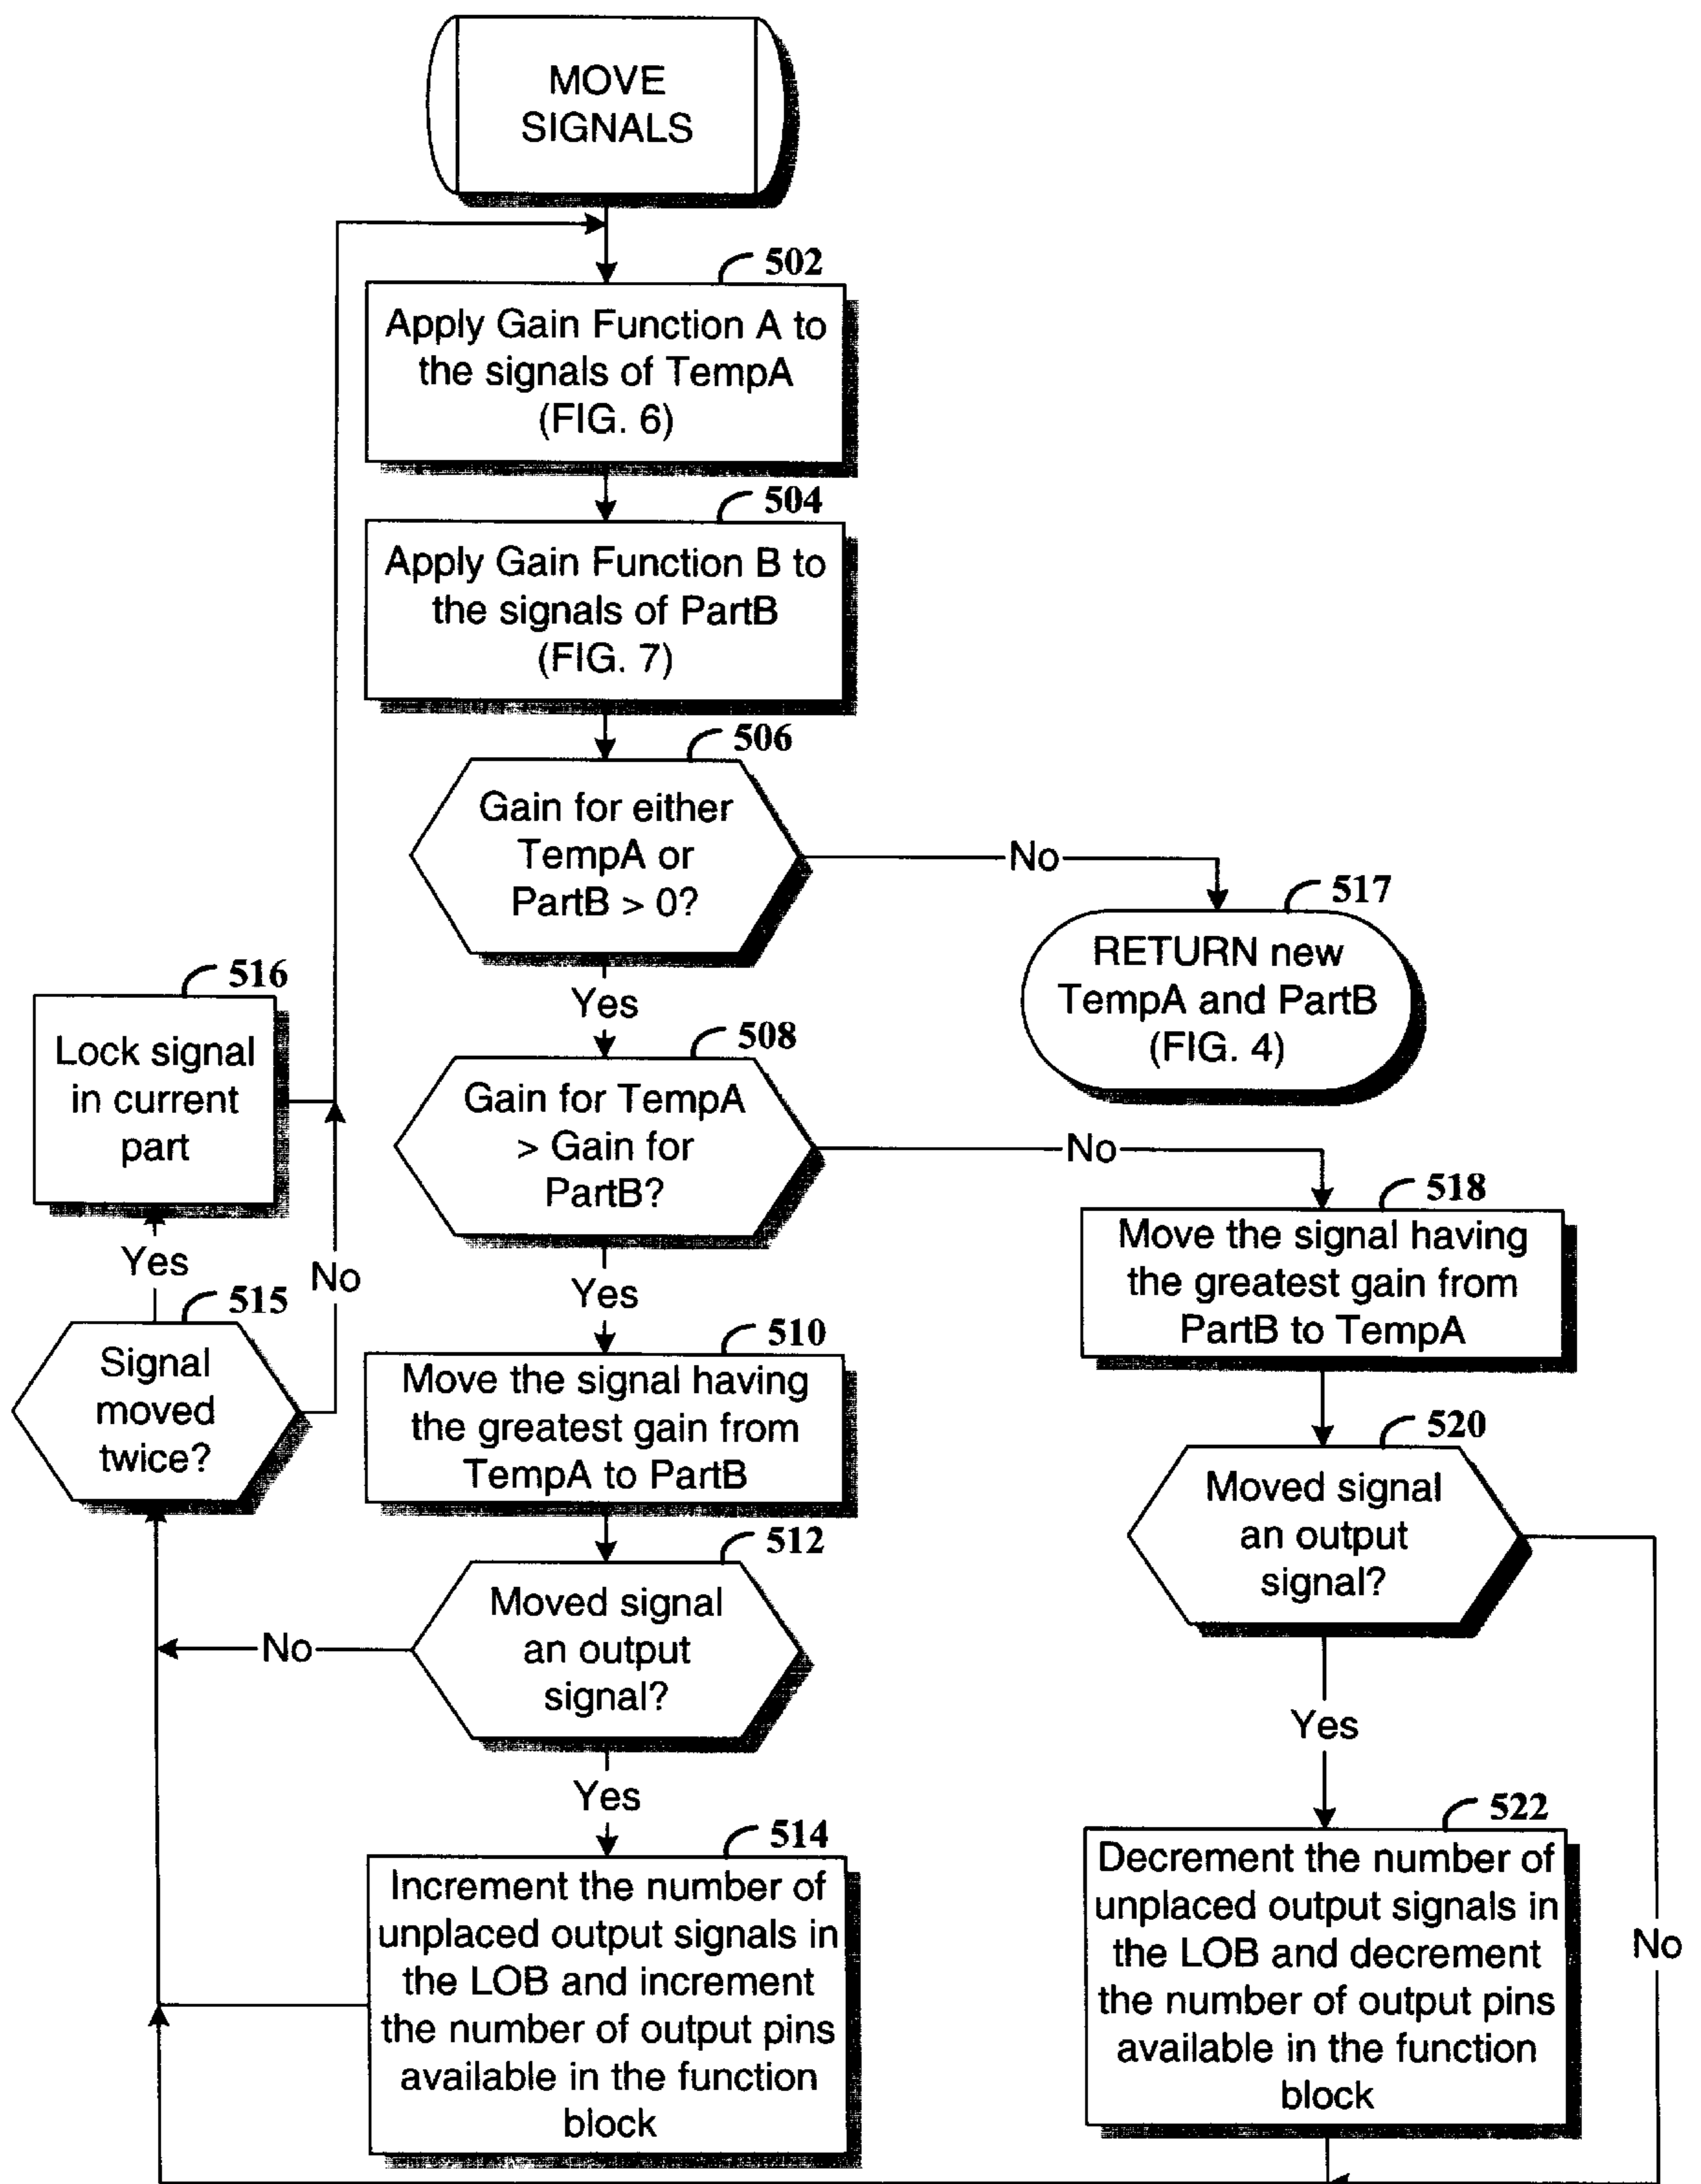 MOVE
SIGNALS
502
Apply Gain Function A to
the signals of TempA
(FIG. 6)
504
Apply Gain Function B to
the signals of PartB
(FIG. 7)
506
Gain for either
TempA or
PartB > 0?
No
517
RETURN new
TempA and PartB
(FIG. 4)
Yes
516
Lock signal
in current
part
508
Gain for TempA
> Gain for
PartB?
No
518
Move the signal having
the greatest gain from
PartB to TempA
Yes
No
Yes
515
Signal
moved
twice?
510
Move the signal having
the greatest gain from
TempA to PartB
520
Moved signal
an output
signal?
512
Moved signal
an output
signal?
No
Yes
Yes
514
Increment the number of
unplaced output signals in
the LOB and increment
the number of output pins
available in the function
block
522
Decrement the number of
unplaced output signals in
the LOB and decrement
the number of output pins
available in the function
block
No